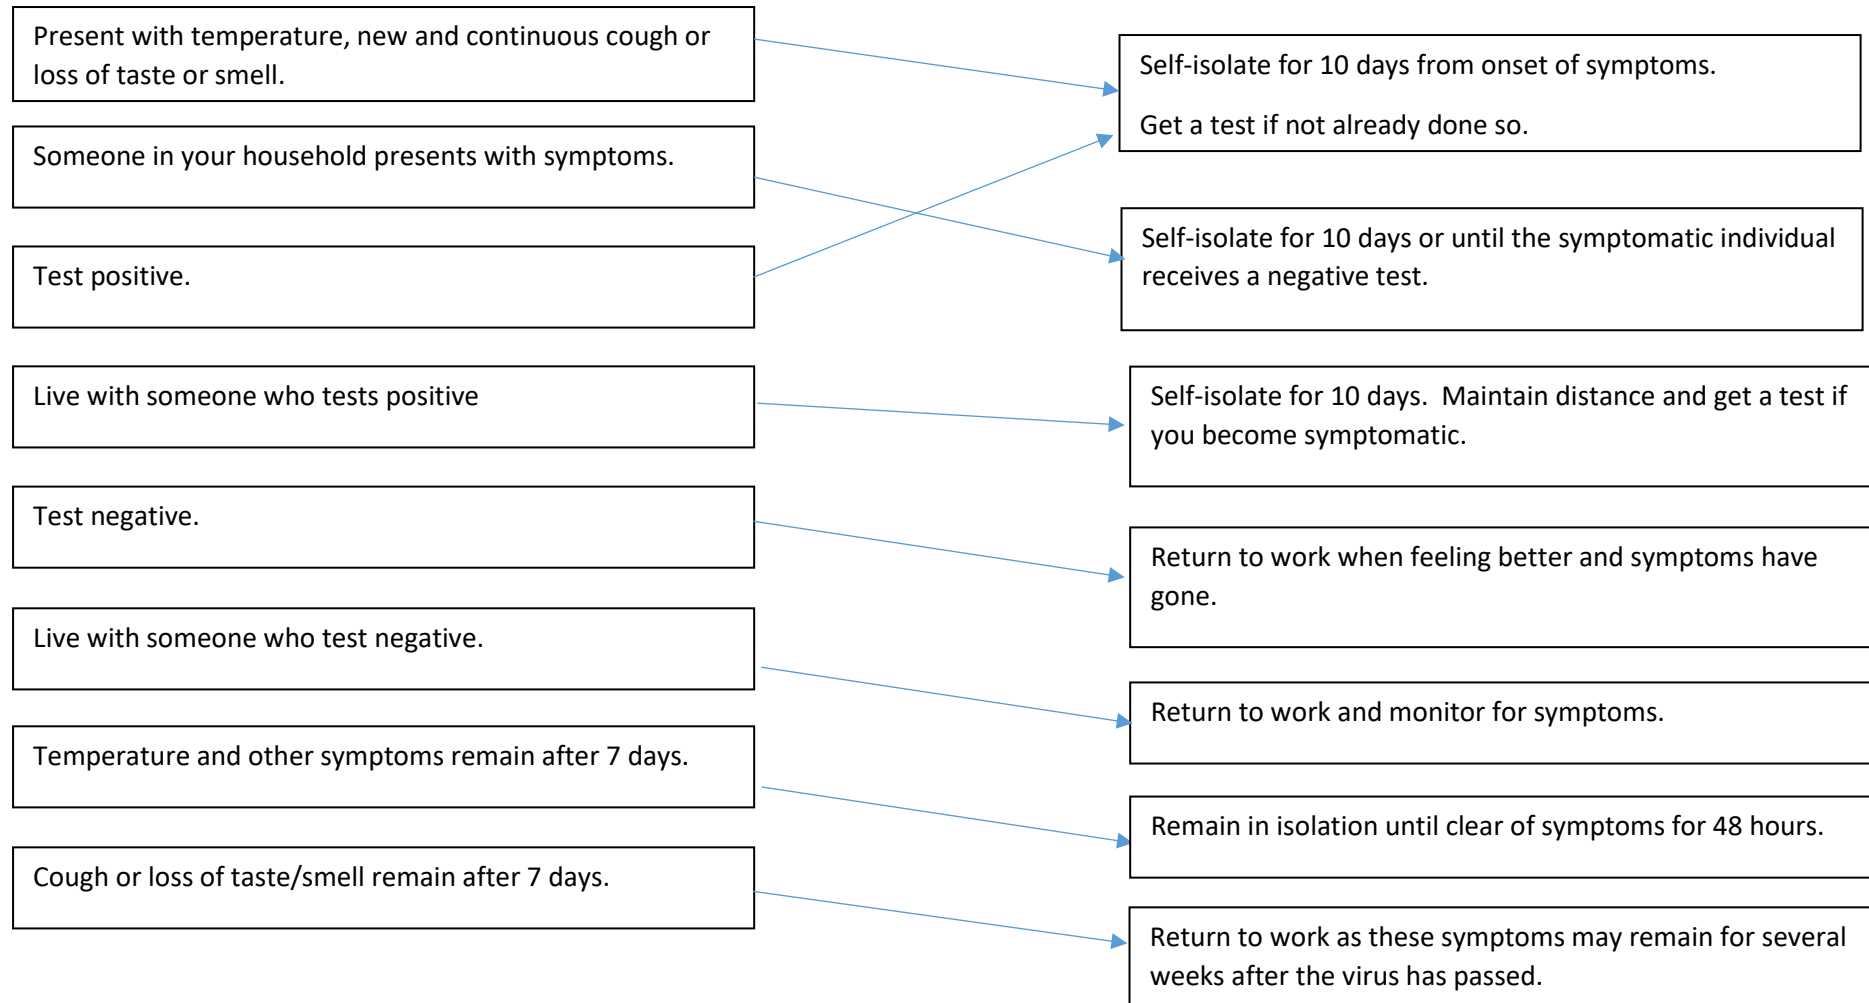 Present with temperature, new and continuous cough or
loss of taste or smell.
Someone in your household presents with symptoms.
Test positive.
Live with someone who tests positive
Test negative.
Live with someone who test negative.
Temperature and other symptoms remain after 7 days.
Cough or loss of taste/smell remain after 7 days.
Self-isolate for 10 days from onset of symptoms.
Get a test if not already done so.
Self-isolate for 10 days or until the symptomatic individual
receives a negative test.
Self-isolate for 10 days.  Maintain distance and get a test if
you become symptomatic.
Return to work when feeling better and symptoms have
gone.
Return to work and monitor for symptoms.
Remain in isolation until clear of symptoms for 48 hours.
Return to work as these symptoms may remain for several
weeks after the virus has passed.